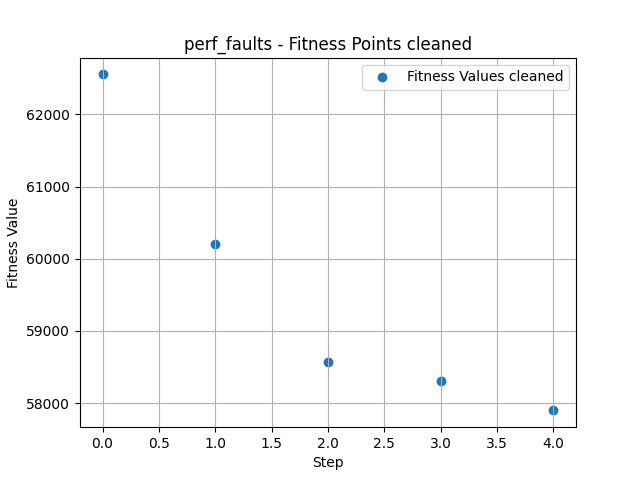 perf_faults - Fitness Points cleaned
Fitness Values cleaned
Fitness Value
62000
61000
60000
59000
58000
0.0 0.5 1.0 1.5 2.0 2.5 3.0 3.5 4.0
Step